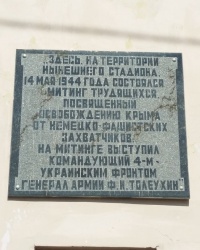 ЗДЕСЬ, НА ТЕРРИТОРИИ
НЫНЕШНЕГО СТАДИОНА,
14 МАЯ 1944 ГОДА СОСТОЯЛСЯ
МИТИНГ ТРУДЯЩИХСЯ,
ПОСВЯЩЕННЫЙ
ОСВОБОЖДЕНИЮ КРЫМА
ОТ НЕМЕЦКО-ФАШИСТСКИХ
ЗАХВАТЧИКОВ.
НА МИТИНГЕ ВЫСТУПИЛ
КОМАНДУЮЩИЙ 4-М
УКРАИНСКИМ ФРОНТОМ
ГЕНЕРАЛ АРМИИ Ф.И. ТОЛБУХИН